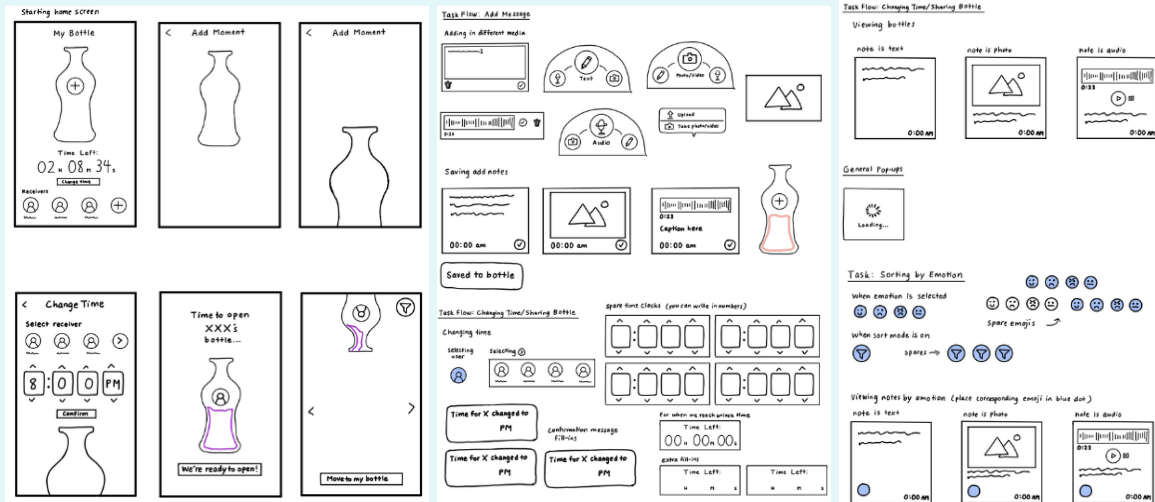 Starting home screen
My Bottle
Time Left:
02 H 08 M 34 s
Change time
Receivers
< Add Moment
< Add Moment
< Change Time
Select receiver
8 : 0 0 PM
Confirm
Time to open
XXX's
bottle...
We're ready to open!
Move to my bottle
Task Flow: Add Message
Adding in different media
Text
Photo/Video
0:23
Audio
Upload
Take photo/video
Saving add notes
00:00 am
00:00 am
0:23
Caption here
00:00 am
Saved to bottle
Task Flow: Changing Time/Sharing Bottle
Changing time
Selecting
user
Selecting
spare time clocks (you can write in numbers)
Time for X changed to
PM
Confirmation message
fill-ins
Time for X changed to
PM
Time for X changed to
PM
for when we reach unlock time
Time Left:
00 H 00 M 00 s
extra fill-ins
Time Left:
H M S
Time Left:
H M S
Task Flow: Changing Time/Sharing Bottle
Viewing bottles
note is text
note is photo
note is audio
0:00 AM
0:00 AM
0:23
0:00 AM
General Pop-ups
Loading...
Task: Sorting by Emotion
When emotion is selected
spare emojis
When sort mode is on
spares →
Viewing notes by emotion (place corresponding emoji in blue dot)
note is text
note is photo
note is audio
0:00 AM
0:00 AM
0:23
0:00 AM